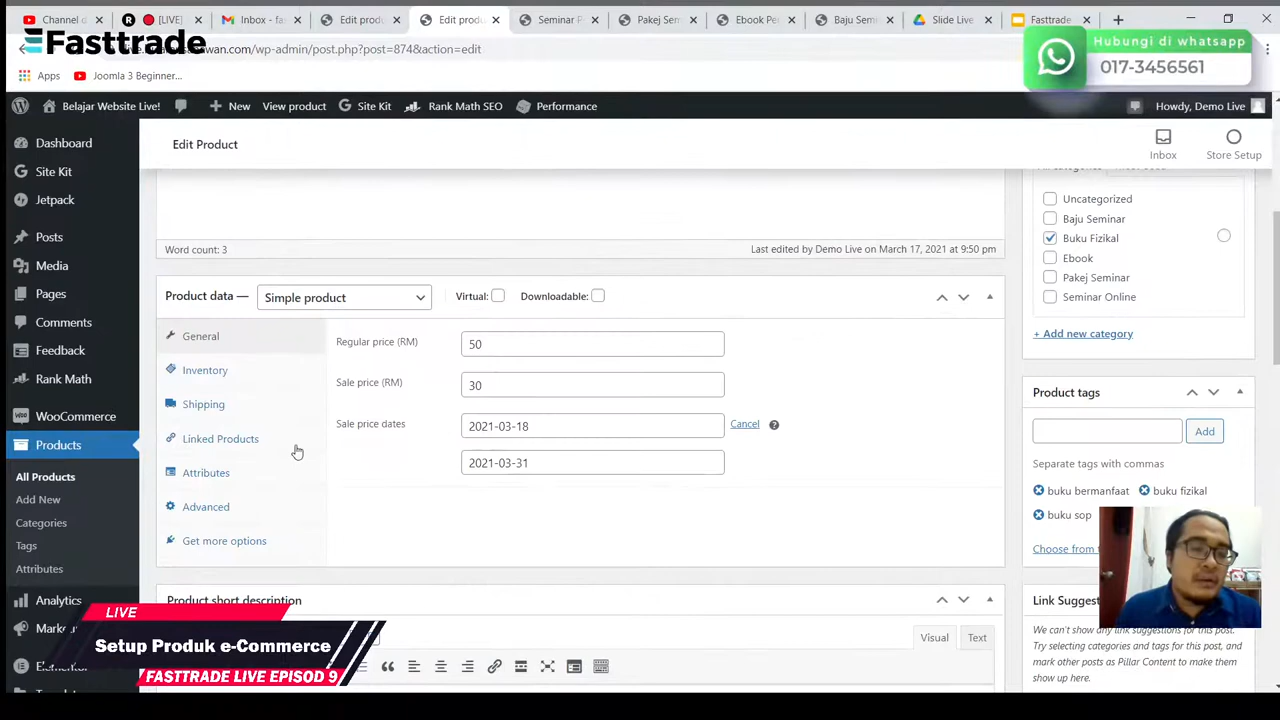 Channel d
[LIVE]
Inbox - fa
Edit prod
Edit prod
Seminar P
Pakej Sem
Ebook Pe
Baju Sem
Slide Live
Fasttrade
Fasttrade
wan.com/wp-admin/post.php?post=874&action=edit
Hubungi di whatsapp
017-3456561
Apps
Joomla 3 Beginner'...
Belajar Website Live!
New
View product
Site Kit
Rank Math SEO
Performance
Howdy, Demo Live
Dashboard
Site Kit
Jetpack
Posts
Media
Pages
Comments
Feedback
Rank Math
WooCommerce
Products
All Products
Add New
Categories
Tags
Attributes
Analytics
Edit Product
Inbox
Store Setup
Word count: 3
Last edited by Demo Live on March 17, 2021 at 9:50 pm
Product data —
Simple product
Virtual:
Downloadable:
General
Inventory
Shipping
Linked Products
Attributes
Advanced
Get more options
Regular price (RM)
50
Sale price (RM)
30
Sale price dates
2021-03-18
Cancel
2021-03-31
Product short description
Visual
Text
Uncategorized
Baju Seminar
Buku Fizikal
Ebook
Pakej Seminar
Seminar Online
+ Add new category
Product tags
Add
Separate tags with commas
buku bermanfaat
buku fizikal
buku sop
Choose from
Link Sugges
We can't show any link suggestions for this post.
Try selecting categories and tags for this post, and
mark other posts as Pillar Content to make them
show up here.
LIVE
Setup Produk e-Commerce
FASTTRADE LIVE EPISOD 9